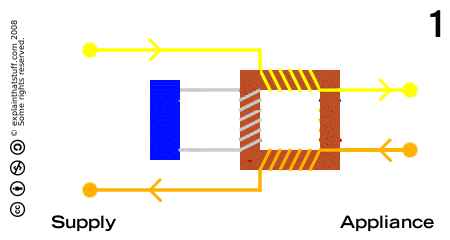 1
© explainthatstuff.com 2008
Some rights reserved.
Supply
Appliance